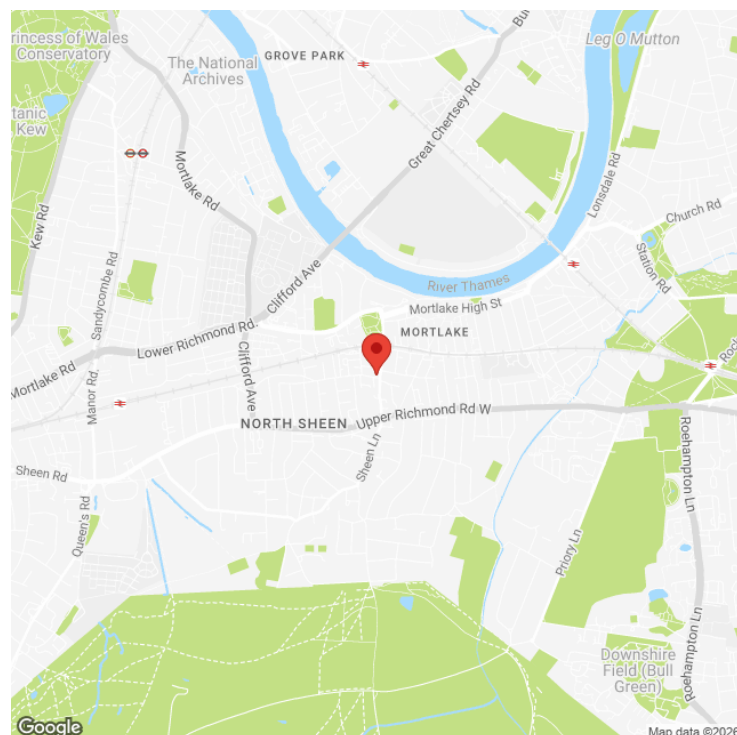 rincess of Wales
Conservatory
The National
Archives
GROVE PARK
Leg O Mutton
tanic
Kew
Great Chertsey Rd
Mortlake Rd
Lonsdale Rd
Church Rd
Kew Rd
Station Rd
Sandycombe Rd
Clifford Ave
River Thames
Mortlake High St
MORTLAKE
Lower Richmond Rd.
Mortlake Rd
Manor Rd.
Clifford Ave
NORTH SHEEN
Upper Richmond Rd W
Sheen Ln
Sheen Rd
Queen's Rd
Roehampton Ln
Priory Ln
Downshire
Field (Bull
Green)
Roehampton Ln
Google
Map data ©2026